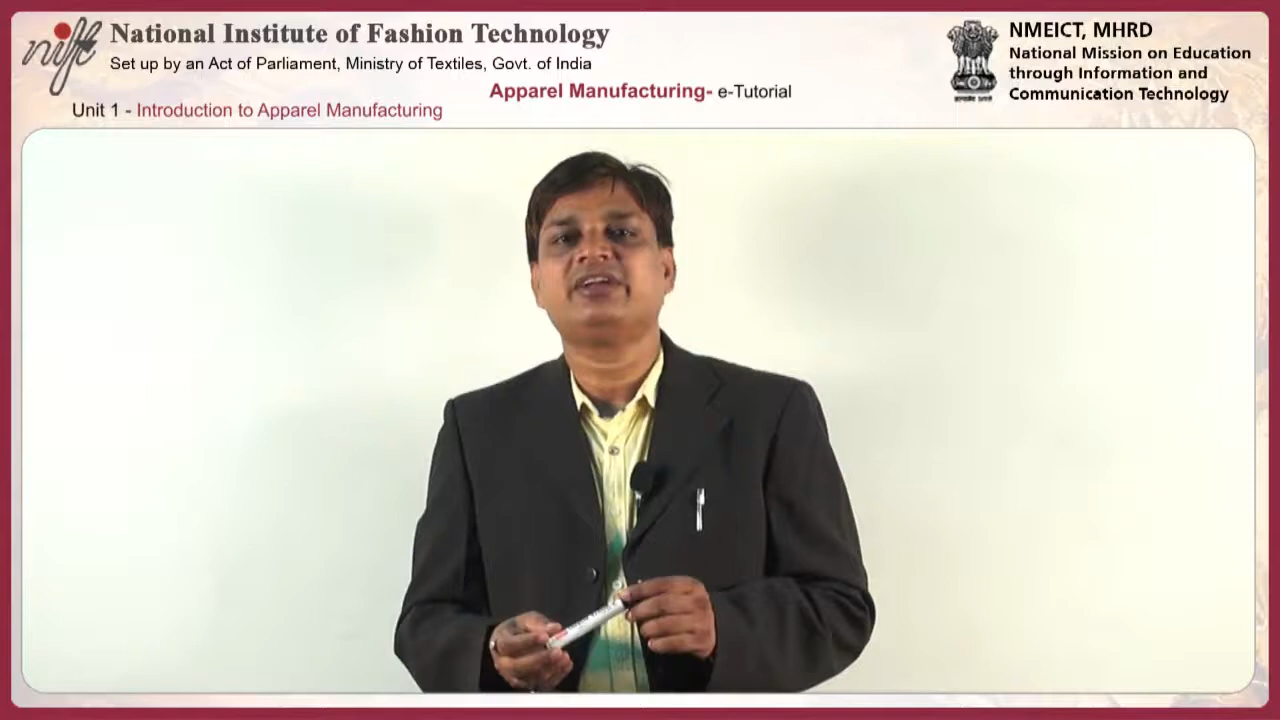 nift
National Institute of Fashion Technology
Set up by an Act of Parliament, Ministry of Textiles, Govt. of India
Apparel Manufacturing- e-Tutorial
Unit 1 - Introduction to Apparel Manufacturing
NMEICT, MHRD
National Mission on Education
through Information and
Communication Technology